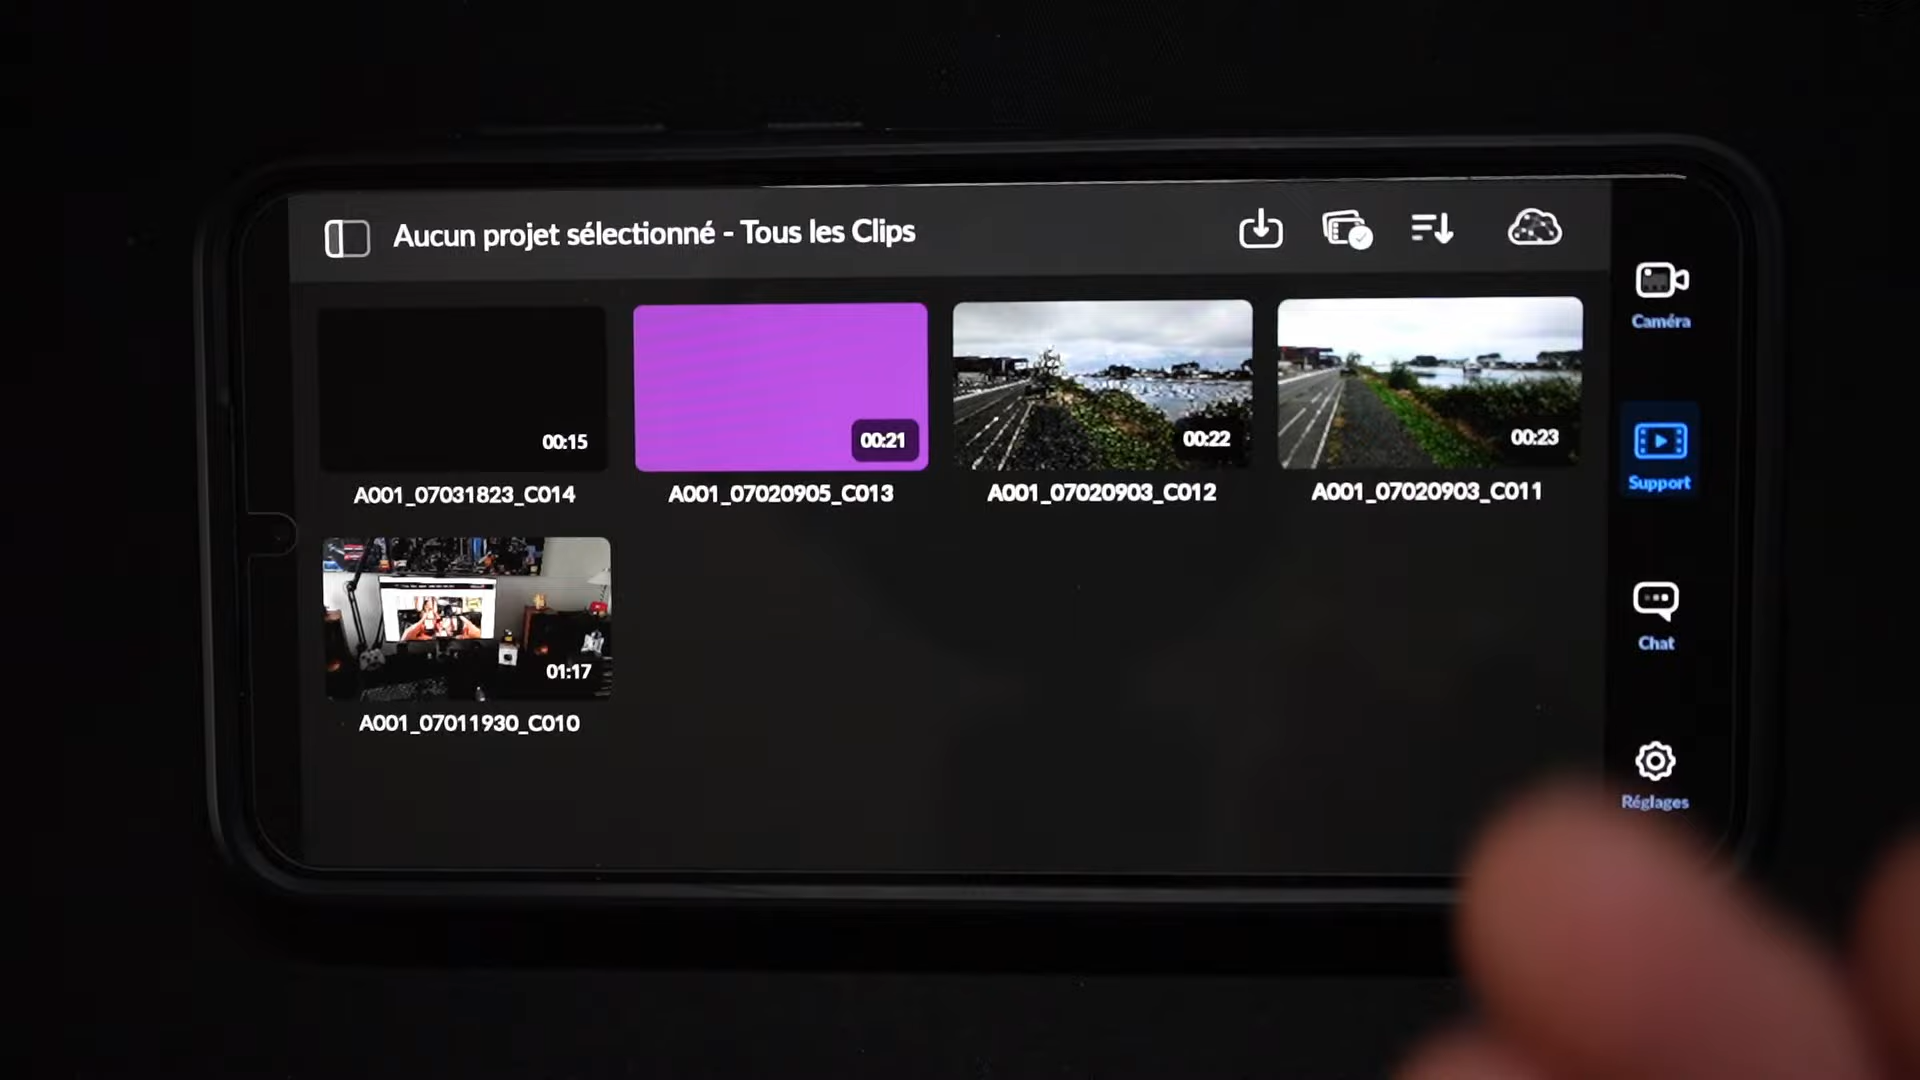 Aucun projet sélectionné - Tous les Clips
Caméra
00:15
00:21
00:22
00:23
Support
A001_07031823_C014
A001_07020905_C013
A001_07020903_C012
A001_07020903_C011
Chat
01:17
A001_07011930_C010
Réglages